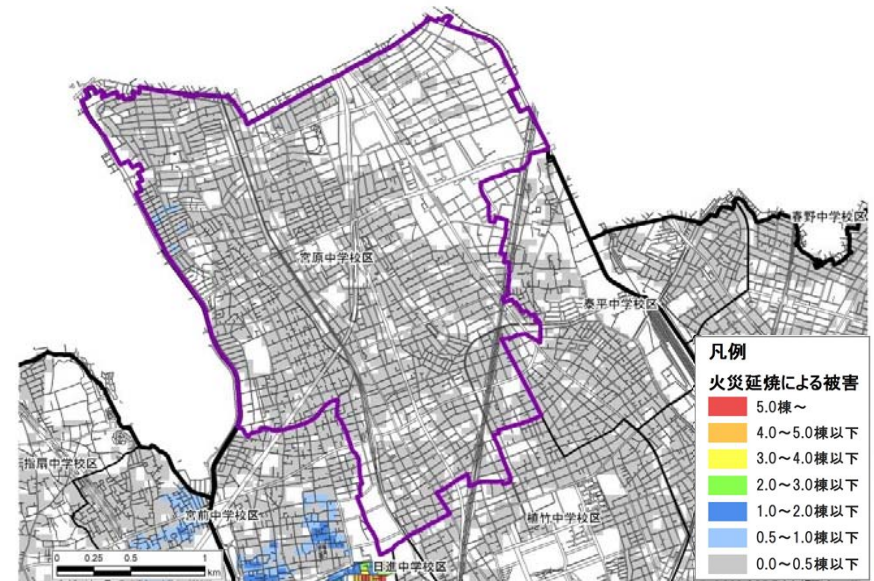 春野中学校区
宮原中学校区
泰平中学校区
指扇中学校区
宮前中学校区
植竹中学校区
日進中学校区
0 0.25 0.5 1
km
凡例
火災延焼による被害
5.0棟～
4.0～5.0棟以下
3.0～4.0棟以下
2.0～3.0棟以下
1.0～2.0棟以下
0.5～1.0棟以下
0.0～0.5棟以下